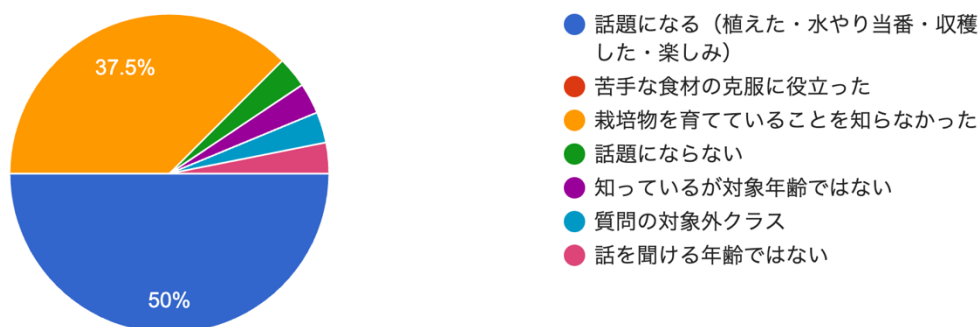 37.5%
50%
話題になる（植えた・水やり当番・収穫
した・楽しみ）
苦手な食材の克服に役立った
栽培物を育てていることを知らなかった
話題にならない
知っているが対象年齢ではない
質問の対象外クラス
話を聞ける年齢ではない